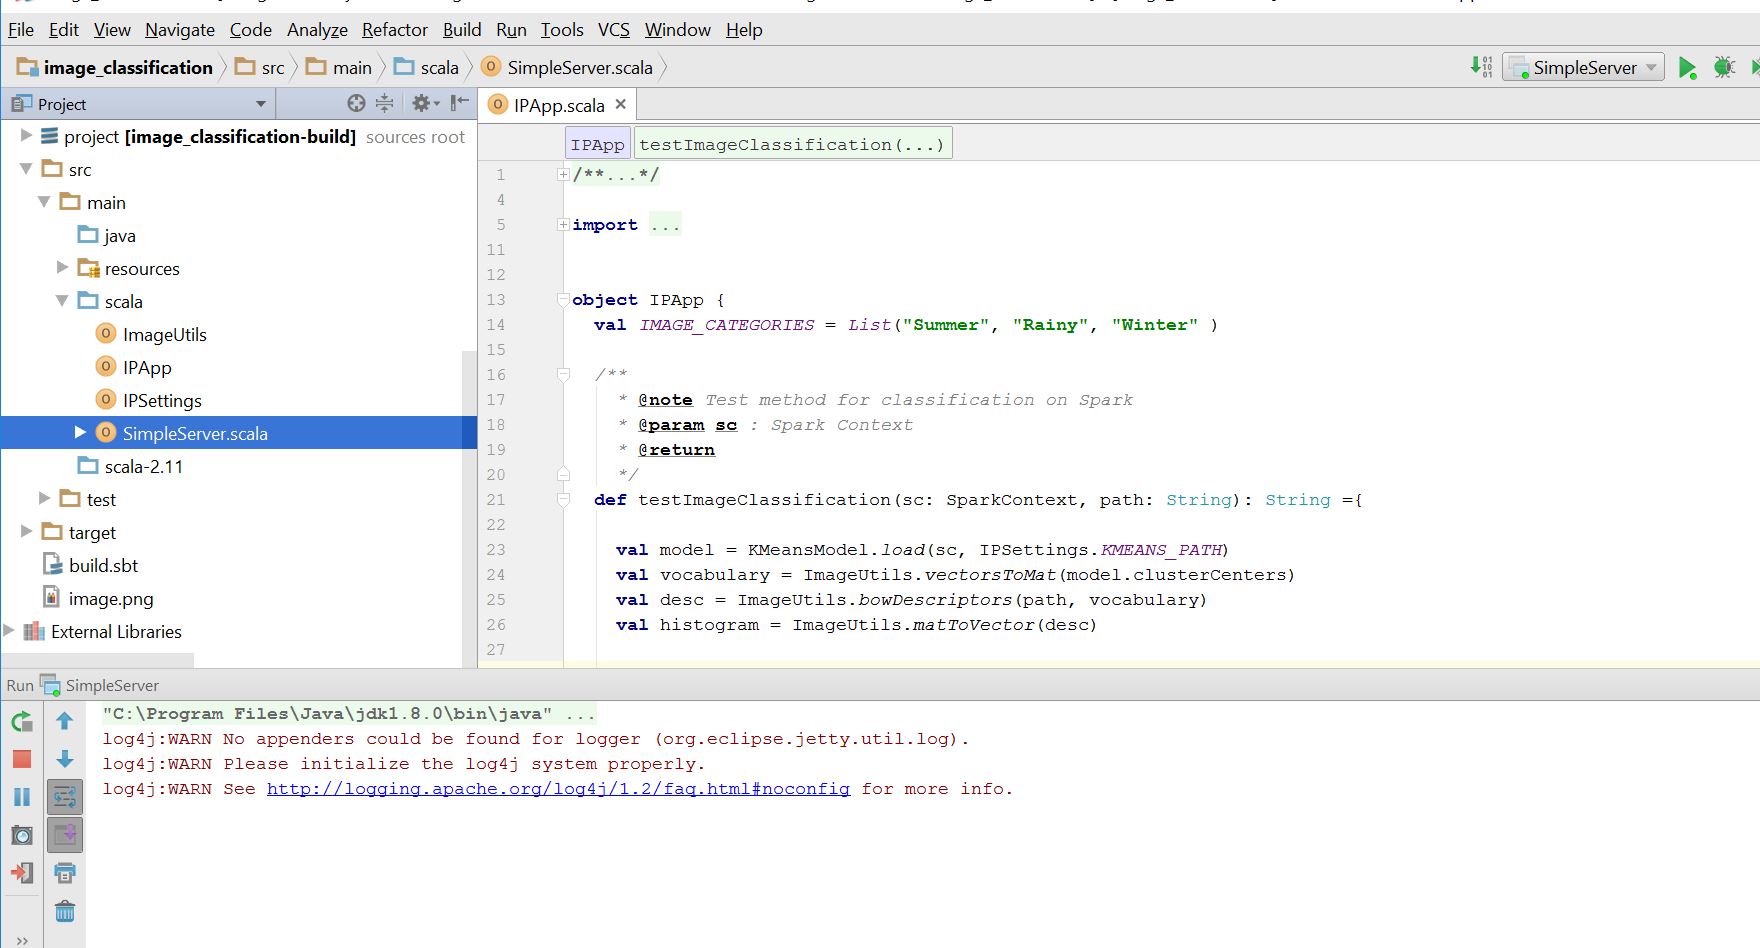 File Edit View Navigate Code Analyze Refactor Build Run Tools VCS Window Help
image_classification src main scala SimpleServer.scala SimpleServer
Project
IPApp.scala
project [image_classification-build] sources root
src
main
java
resources
scala
ImageUtils
IPApp
IPSettings
SimpleServer.scala
scala-2.11
test
target
build.sbt
image.png
External Libraries
IPApp testImageClassification(...)
1 /**...*/
4
5 import ...
11
12
13 object IPApp {
14 val IMAGE_CATEGORIES = List("Summer", "Rainy", "Winter" )
15
16 /**
17 * @note Test method for classification on Spark
18 * @param sc : Spark Context
19 * @return
20 */
21 def testImageClassification(sc: SparkContext, path: String): String ={
22
23 val model = KMeansModel.load(sc, IPSettings.KMEANS_PATH)
24 val vocabulary = ImageUtils.vectorsToMat(model.clusterCenters)
25 val desc = ImageUtils.bowDescriptors(path, vocabulary)
26 val histogram = ImageUtils.matToVector(desc)
27
Run SimpleServer
"C:\Program Files\Java\jdk1.8.0\bin\java" ...
log4j:WARN No appenders could be found for logger (org.eclipse.jetty.util.log).
log4j:WARN Please initialize the log4j system properly.
log4j:WARN See http://logging.apache.org/log4j/1.2/faq.html#noconfig for more info.